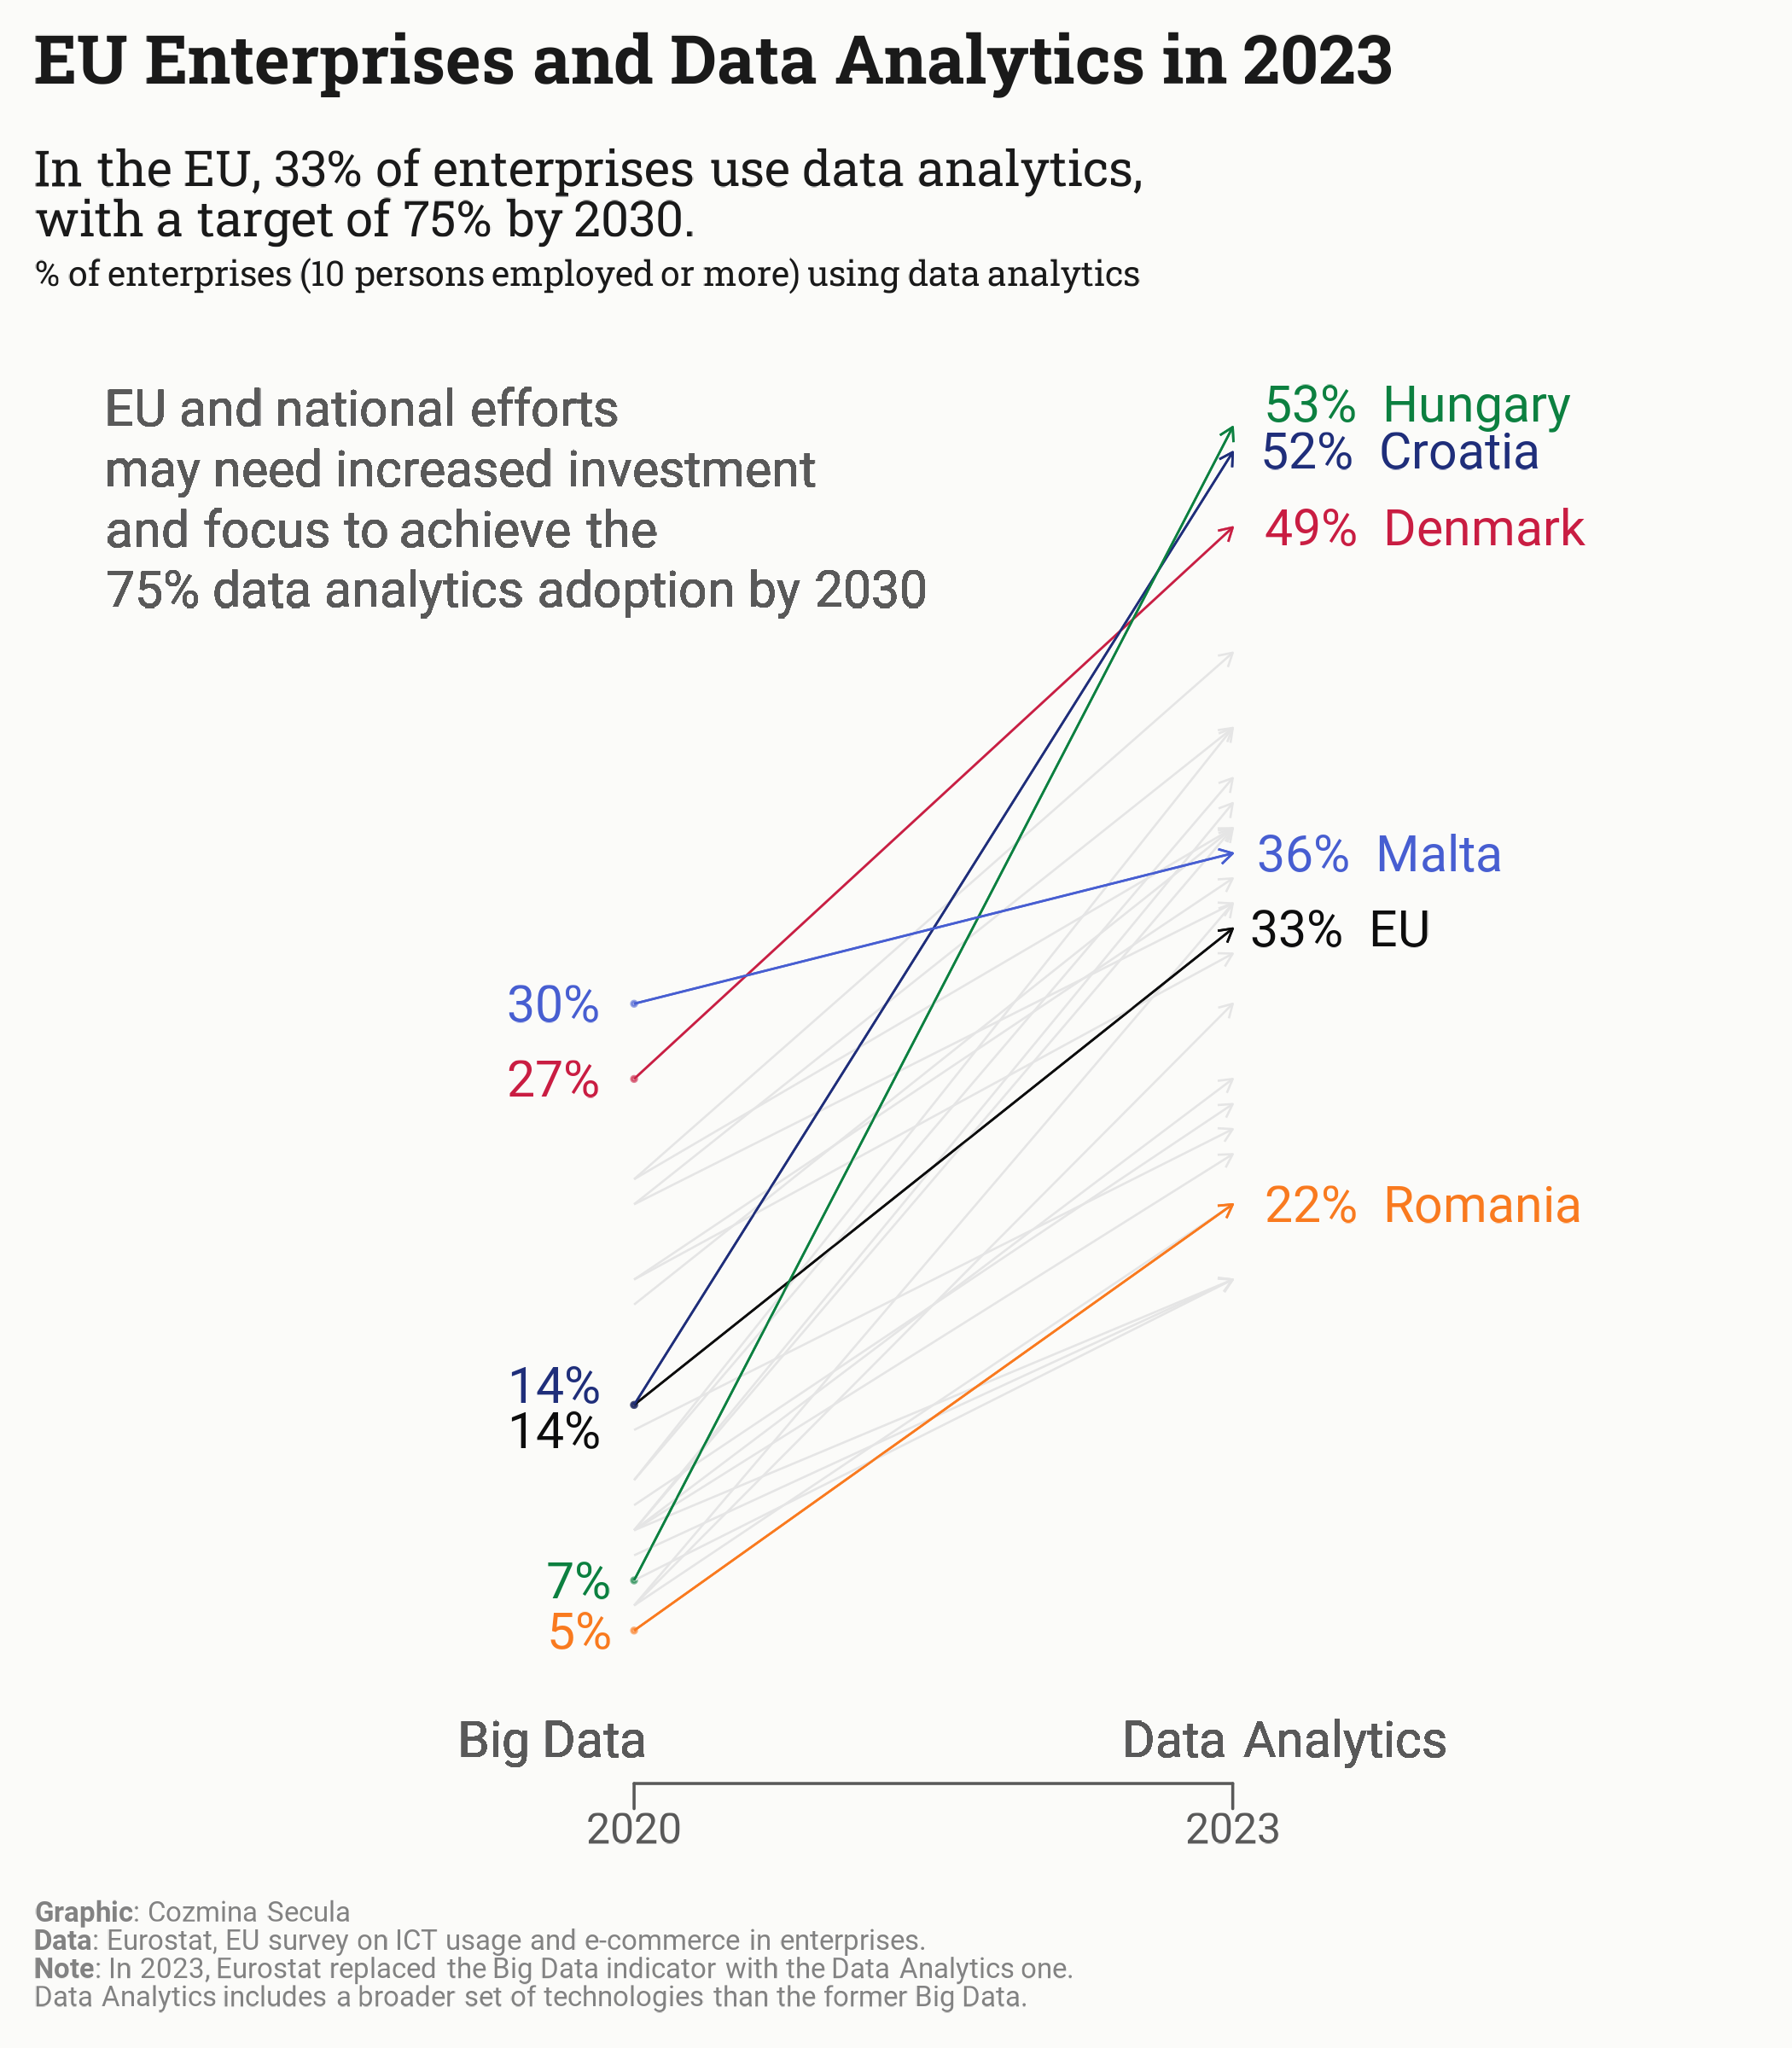 EU Enterprises and Data Analytics in 2023
In the EU, 33% of enterprises use data analytics,
with a target of 75% by 2030.
% of enterprises (10 persons employed or more) using data analytics
EU and national efforts
may need increased investment
and focus to achieve the
75% data analytics adoption by 2030
53% Hungary
52% Croatia
49% Denmark
36% Malta
33% EU
30%
27%
22% Romania
14%
14%
7%
5%
Big Data
Data Analytics
2020
2023
Graphic: Cozmina Secula
Data: Eurostat, EU survey on ICT usage and e-commerce in enterprises.
Note: In 2023, Eurostat replaced the Big Data indicator with the Data Analytics one.
Data Analytics includes a broader set of technologies than the former Big Data.